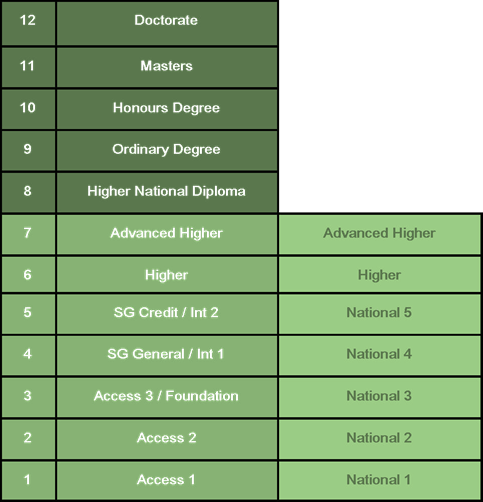 12 Doctorate
11 Masters
10 Honours Degree
9 Ordinary Degree
8 Higher National Diploma
7 Advanced Higher Advanced Higher
6 Higher Higher
5 SG Credit / Int 2 National 5
4 SG General / Int 1 National 4
3 Access 3 / Foundation National 3
2 Access 2 National 2
1 Access 1 National 1